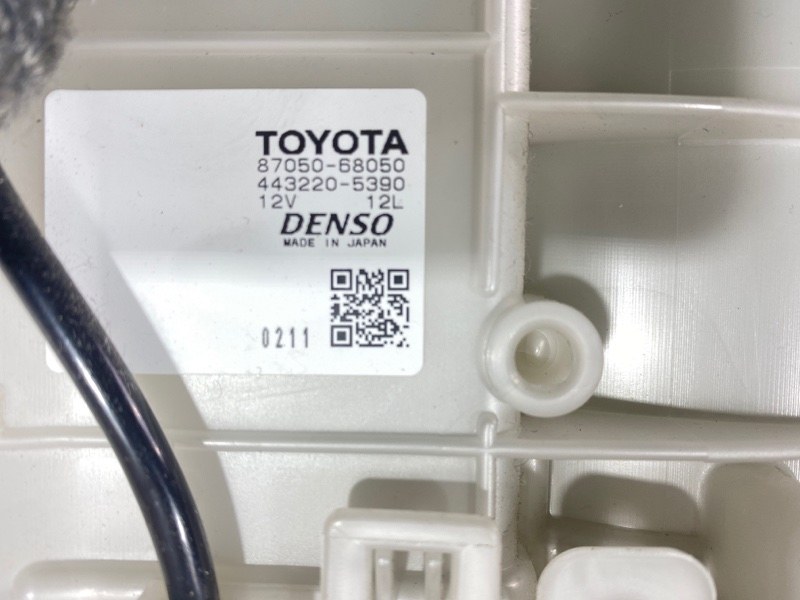 TOYOTA
87050-68050
443220-5390
12V 12L
DENSO
MADE IN JAPAN
0211